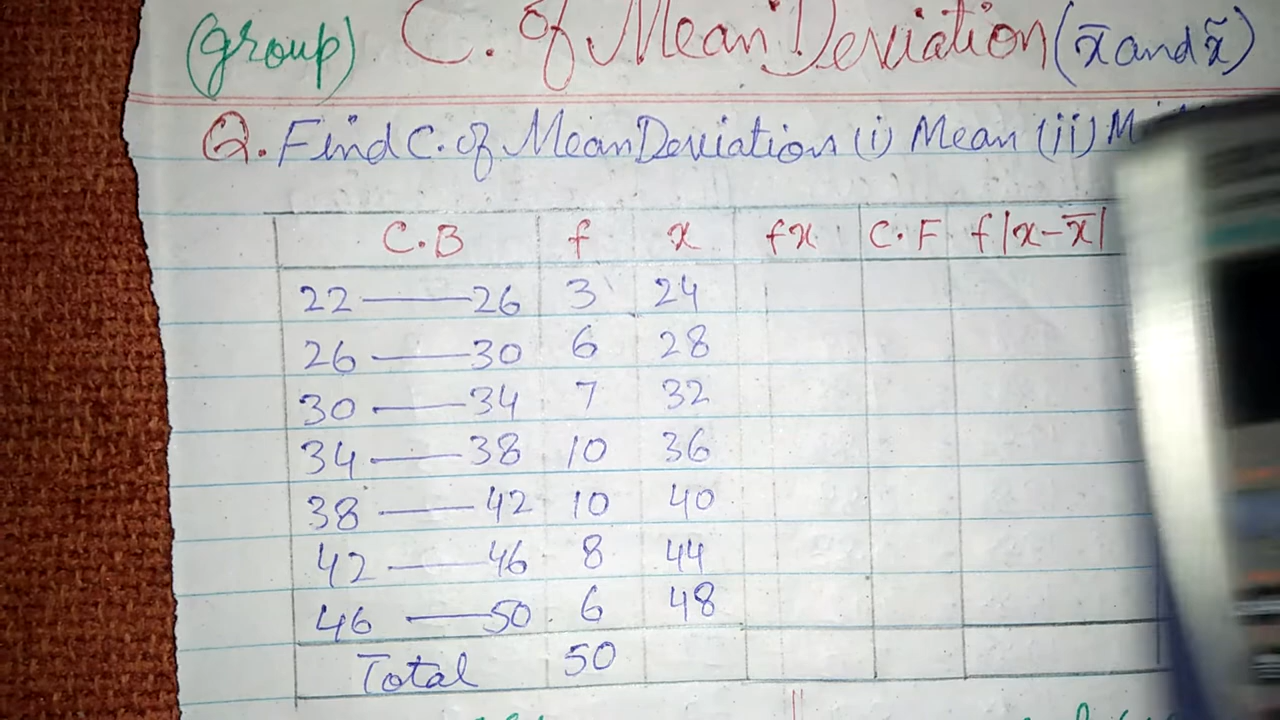 (group) C. of Mean Deviation (x̄ and x̃)
Q. Find C. of Mean Deviations (i) Mean (ii)
C.B f x fx C.F f|x-x̄|
22 — 26 3 24
26 — 30 6 28
30 — 34 7 32
34 — 38 10 36
38 — 42 10 40
42 — 46 8 44
46 — 50 6 48
Total 50